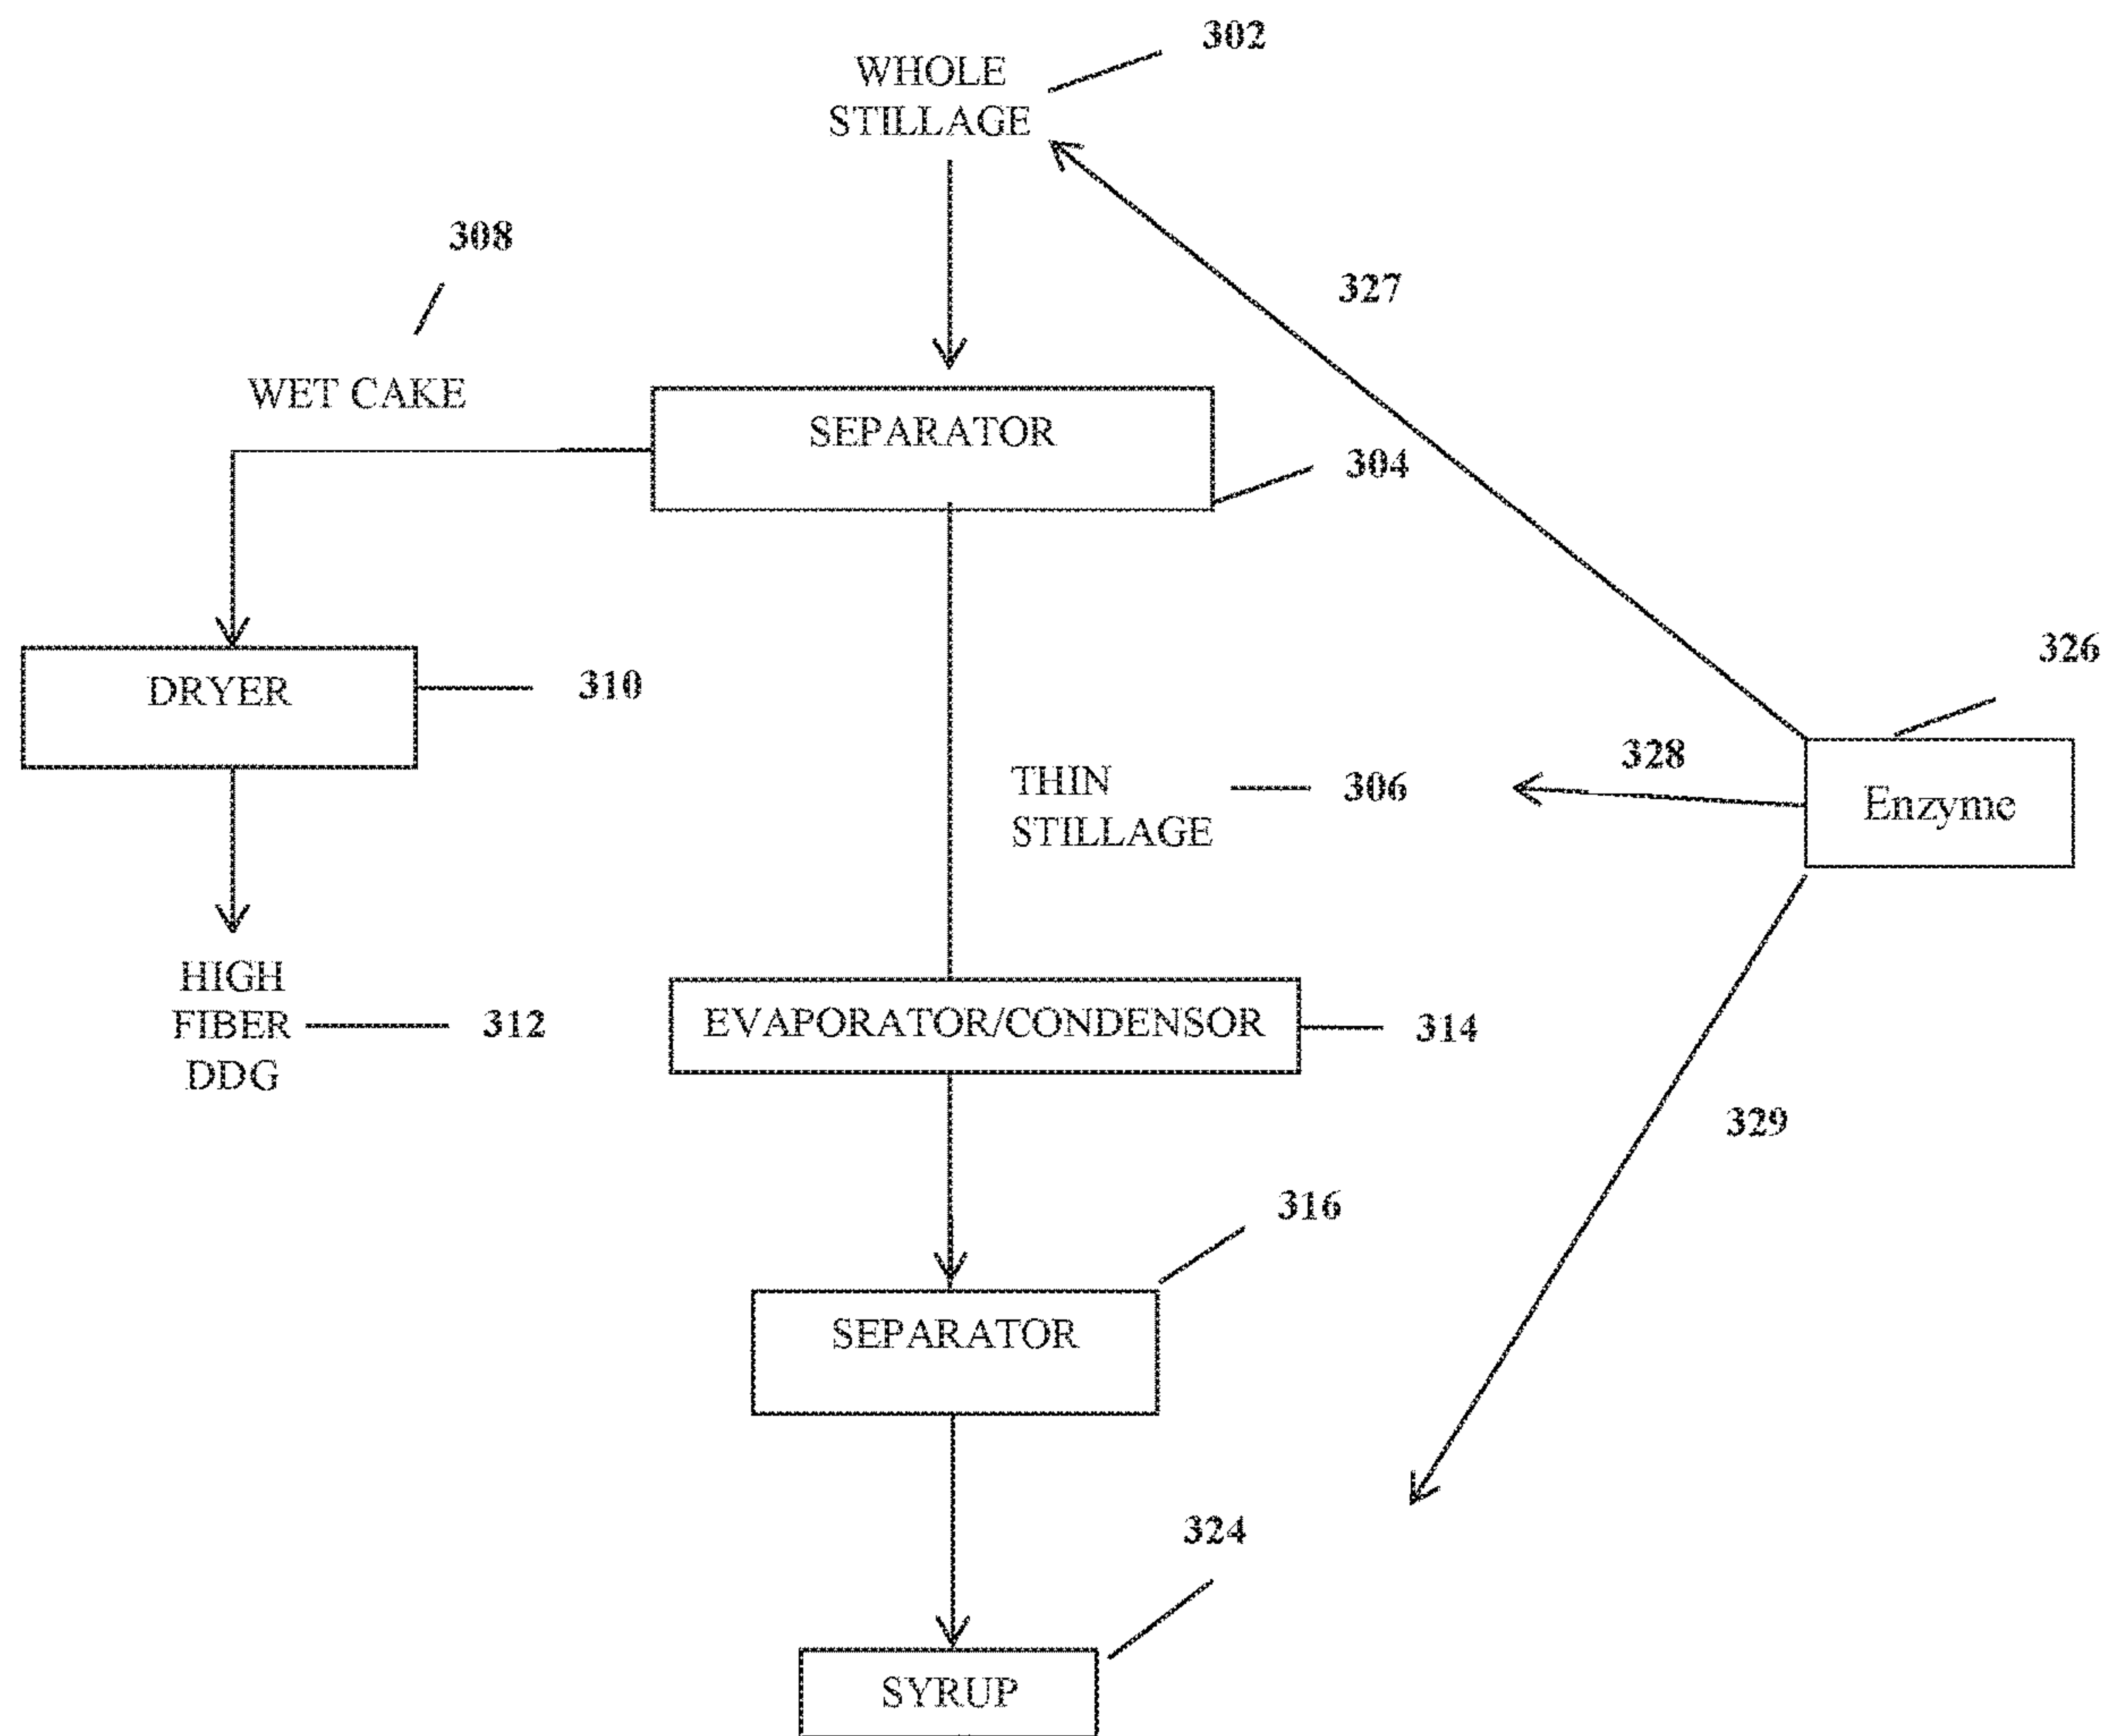 302
WHOLE
STILLAGE
308
327
WET CAKE
SEPARATOR
304
326
DRYER
310
328
THIN
STILLAGE
306
Enzyme
HIGH
FIBER
DDG
312
EVAPORATOR/CONDENSOR
314
329
316
SEPARATOR
324
SYRUP